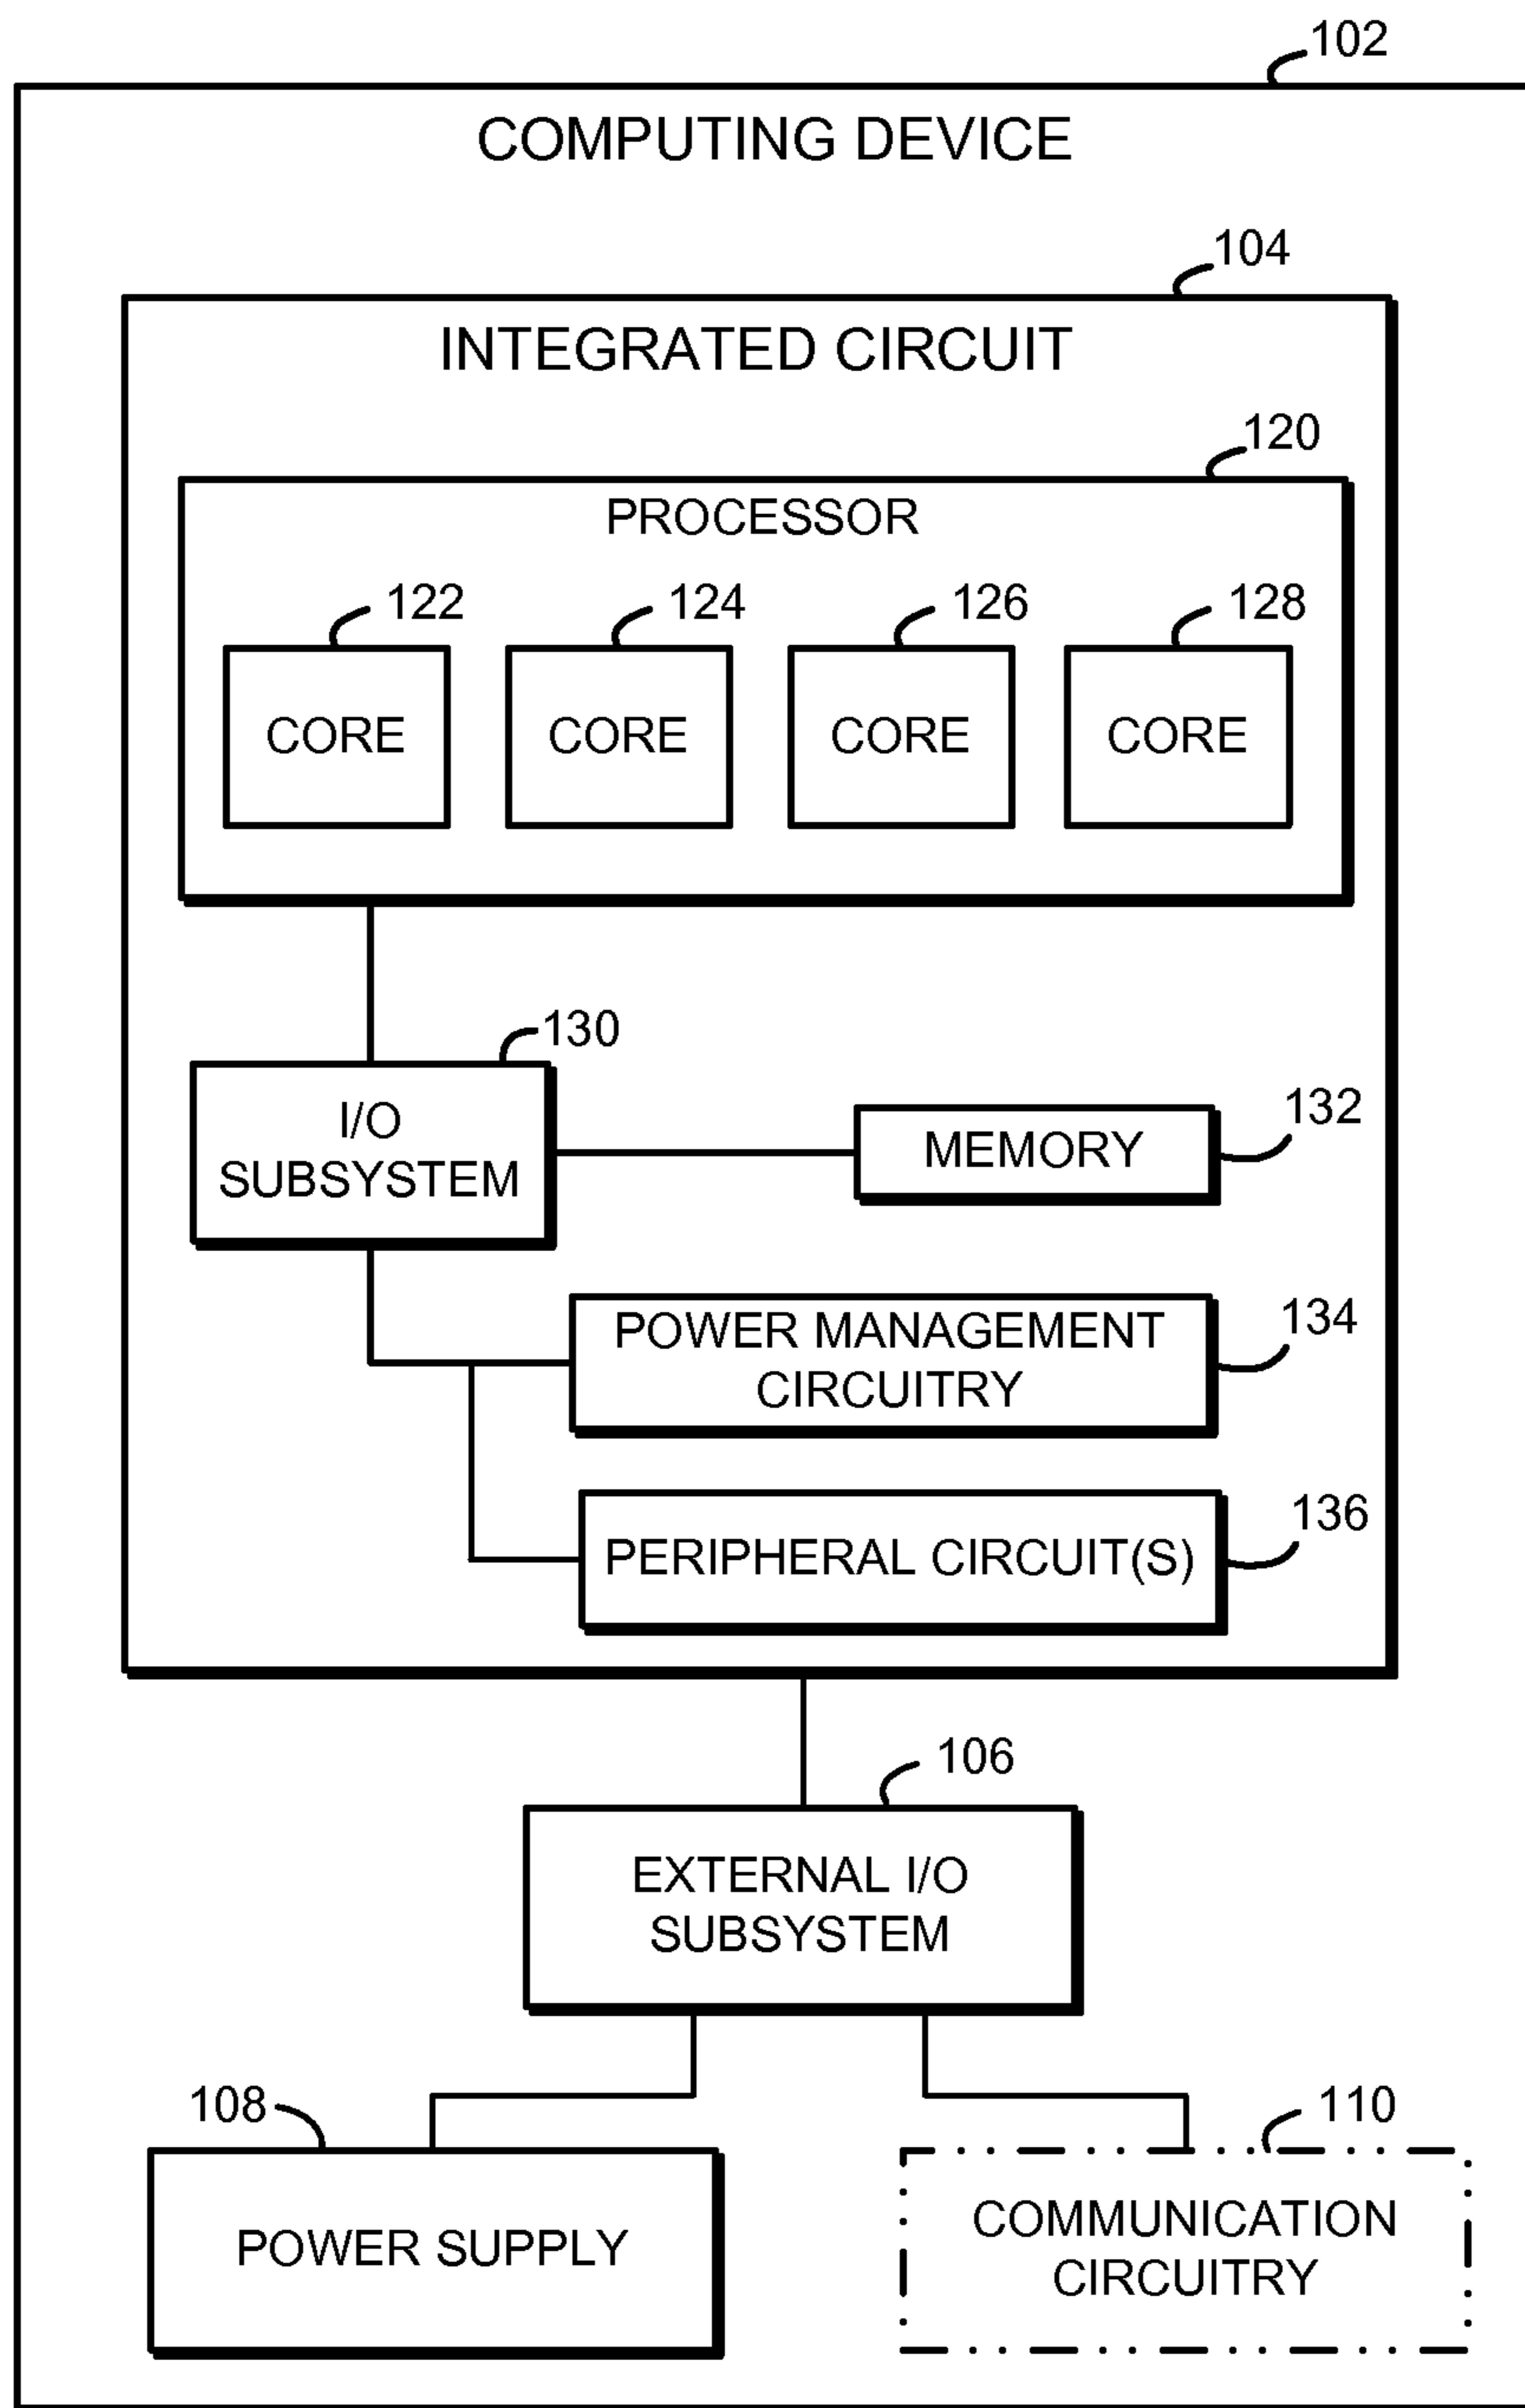 102
COMPUTING DEVICE
104
INTEGRATED CIRCUIT
120
PROCESSOR
122
124
126
128
CORE
CORE
CORE
CORE
130
I/O
SUBSYSTEM
MEMORY
132
POWER MANAGEMENT
CIRCUITRY
134
PERIPHERAL CIRCUIT(S)
136
106
EXTERNAL I/O
SUBSYSTEM
108
POWER SUPPLY
110
COMMUNICATION
CIRCUITRY